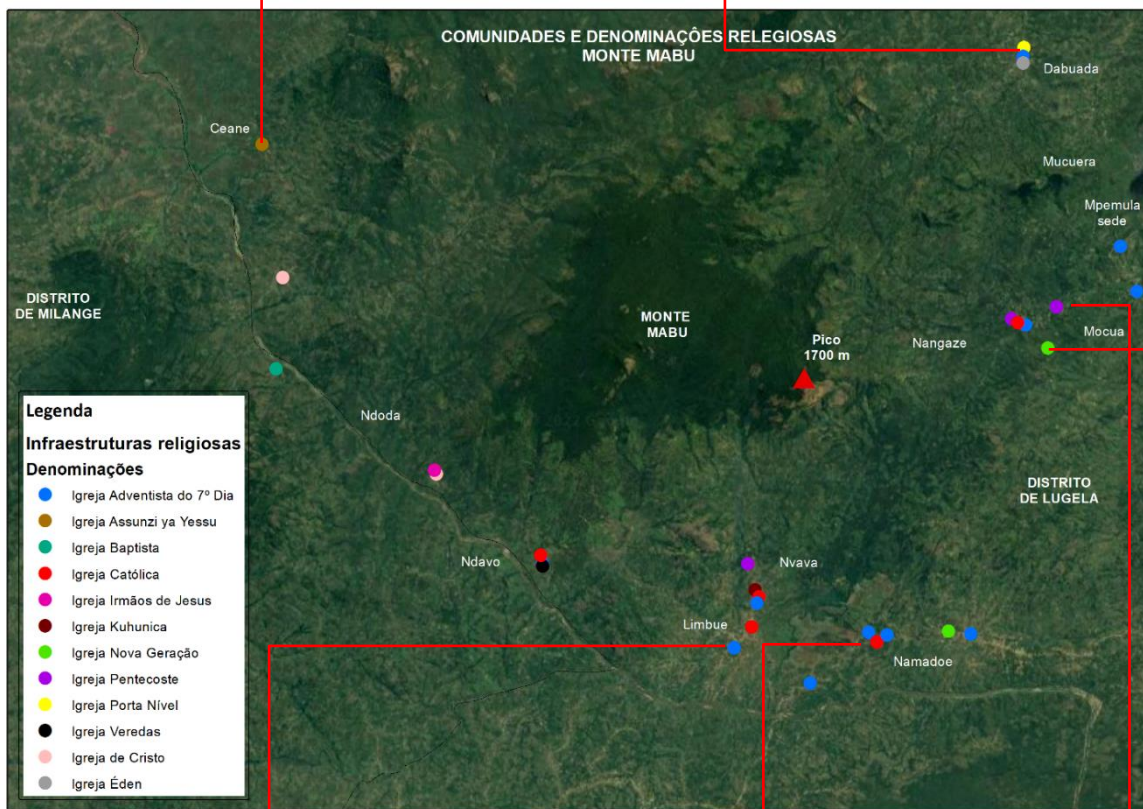 COMUNIDADES E DENOMINAÇÔES RELEGIOSAS
MONTE MABU
Dabuada
Ceane
Mucuera
Mpemula
sede
DISTRITO
DE MILANGE
MONTE
MABU
Pico
1700 m
Nangaze
Mocua
Ndoda
DISTRITO
DE LUGELA
Ndavo
Nvava
Limbue
Namadoe
Legenda
Infraestruturas religiosas
Denominações
Igreja Adventista do 7º Dia
Igreja Assunzi ya Yessu
Igreja Baptista
Igreja Católica
Igreja Irmãos de Jesus
Igreja Kuhunica
Igreja Nova Geração
Igreja Pentecoste
Igreja Porta Nível
Igreja Veredas
Igreja de Cristo
Igreja Éden